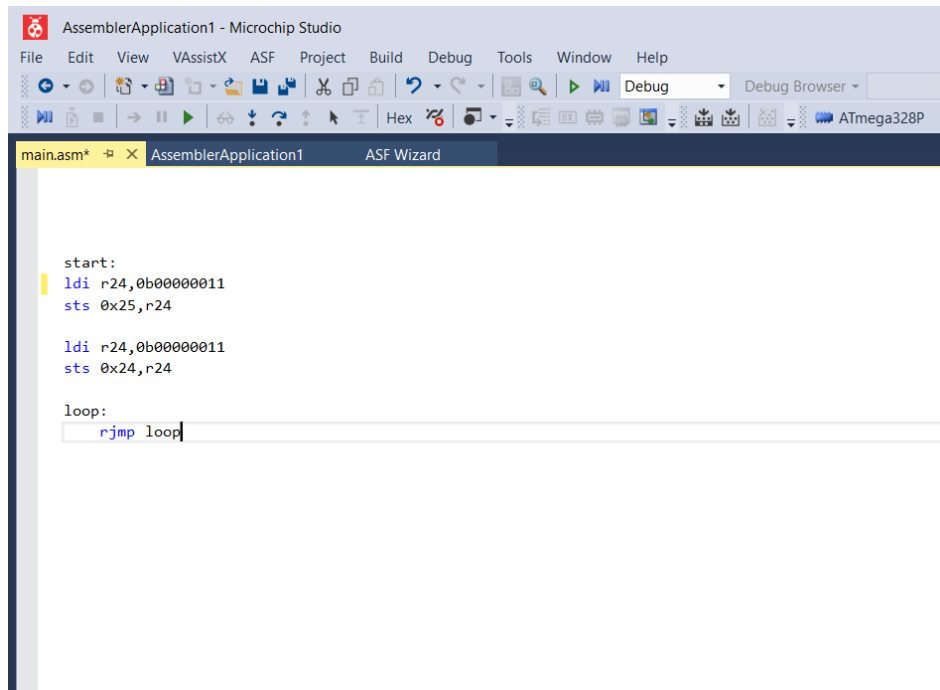 AssemblerApplication1 - Microchip Studio
File Edit View VAssistX ASF Project Build Debug Tools Window Help
Debug Debug Browser
Hex ATmega328P
main.asm* AssemblerApplication1 ASF Wizard
start:
ldi r24,0b00000011
sts 0x25,r24
ldi r24,0b00000011
sts 0x24,r24
loop:
rjmp loop